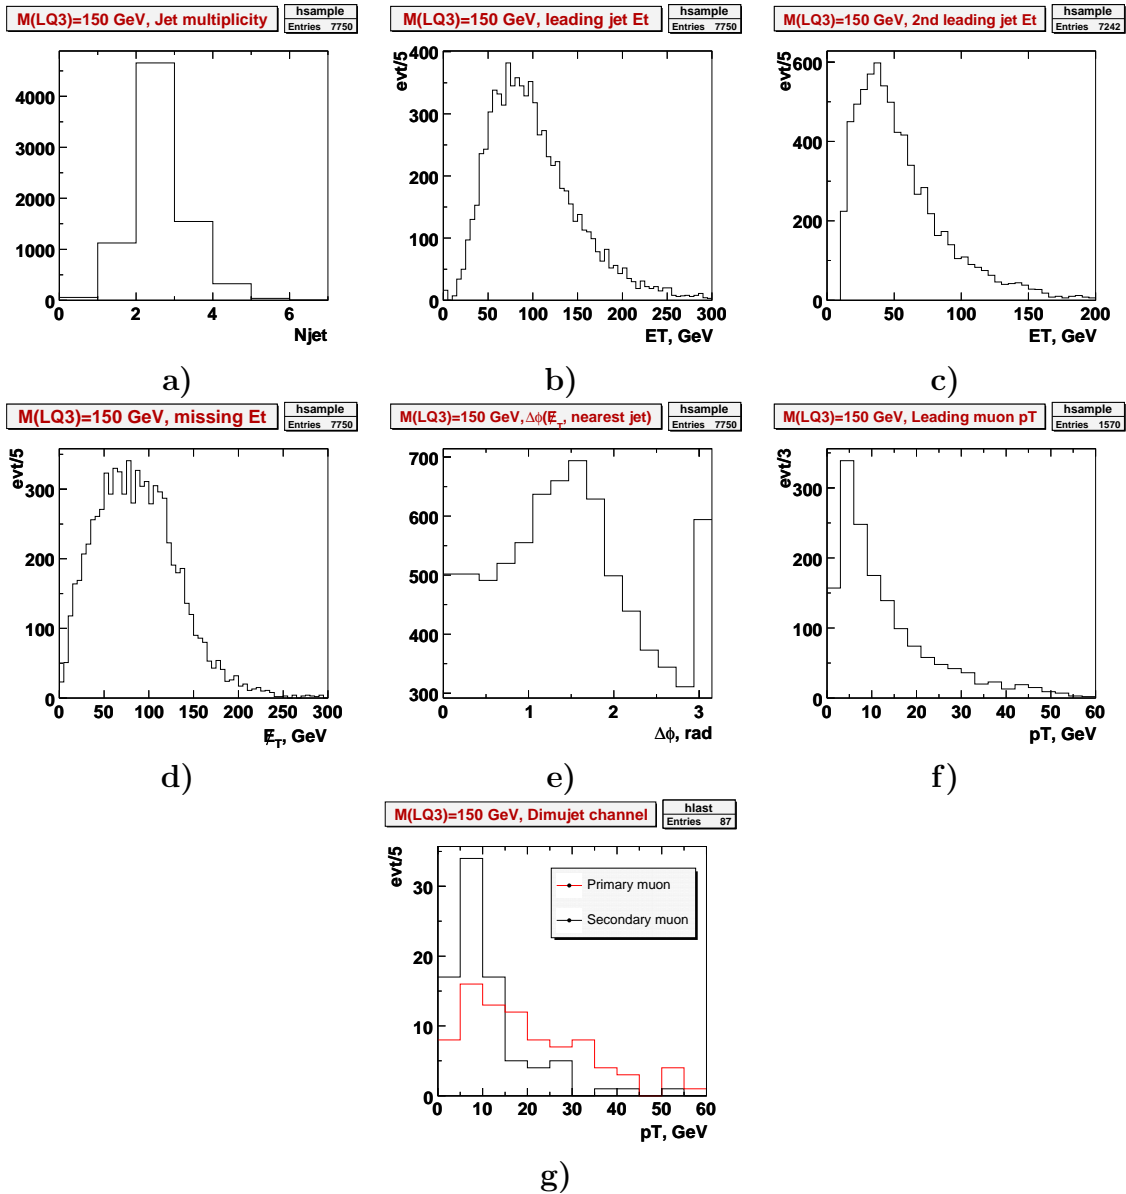 M(LQ3)=150 GeV, Jet multiplicity
hsample
Entries 7750
4000
3000
2000
1000
0
0 2 4 6
Njet
a)
M(LQ3)=150 GeV, leading jet Et
hsample
Entries 7750
evt/5
400
300
200
100
0
0 50 100 150 200 250 300
ET, GeV
b)
M(LQ3)=150 GeV, 2nd leading jet Et
hsample
Entries 7242
evt/5
600
400
200
0
0 50 100 150 200
ET, GeV
c)
M(LQ3)=150 GeV, missing Et
hsample
Entries 7750
evt/5
300
200
100
0
0 50 100 150 200 250 300
E̸T, GeV
d)
M(LQ3)=150 GeV,Δϕ(E̸T, nearest jet)
hsample
Entries 7750
700
600
500
400
300
0 1 2 3
Δϕ, rad
e)
M(LQ3)=150 GeV, Leading muon pT
hsample
Entries 1570
evt/3
300
200
100
0
0 10 20 30 40 50 60
pT, GeV
f)
M(LQ3)=150 GeV, Dimujet channel
hlast
Entries 87
evt/5
30
20
10
0
Primary muon
Secondary muon
0 10 20 30 40 50 60
pT, GeV
g)